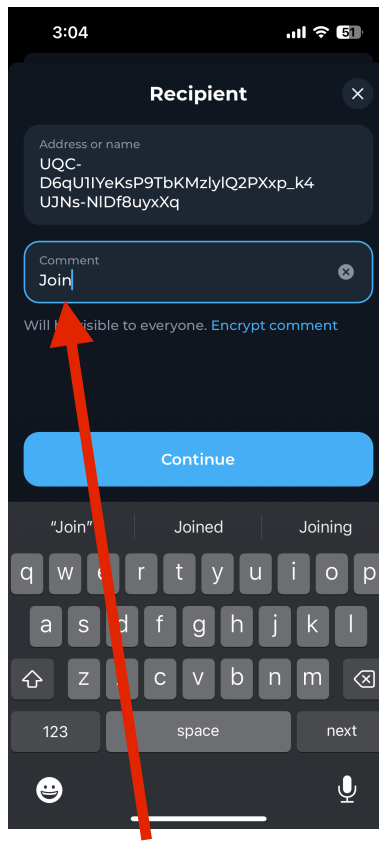 3:04
51
Recipient
Address or name
UQC-
D6qU1IYeKsP9TbKMzlylQ2PXxp_k4
UJNs-NlDf8uyxXq
Comment
Join
Will be visible to everyone. Encrypt comment
Continue
“Join” Joined Joining
q w e r t y u i o p
a s d f g h j k l
z x c v b n m
123 space next